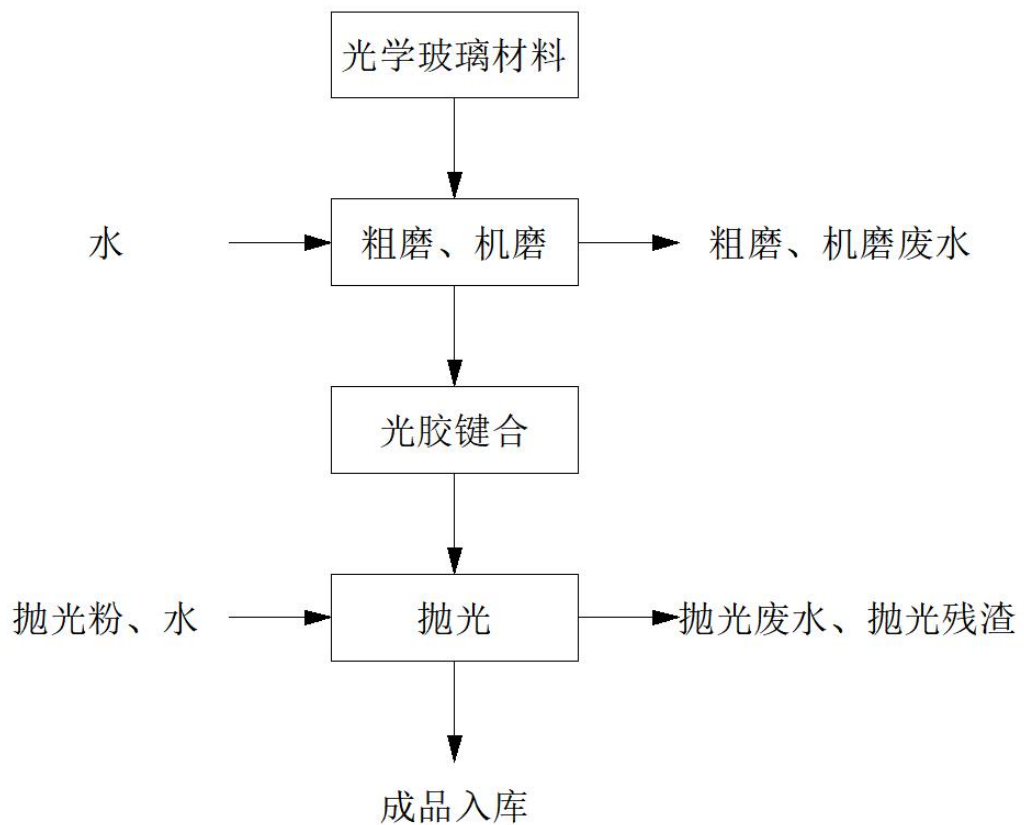 光学玻璃材料
水
粗磨、机磨
粗磨、机磨废水
光胶键合
抛光粉、水
抛光
抛光废水、抛光残渣
成品入库